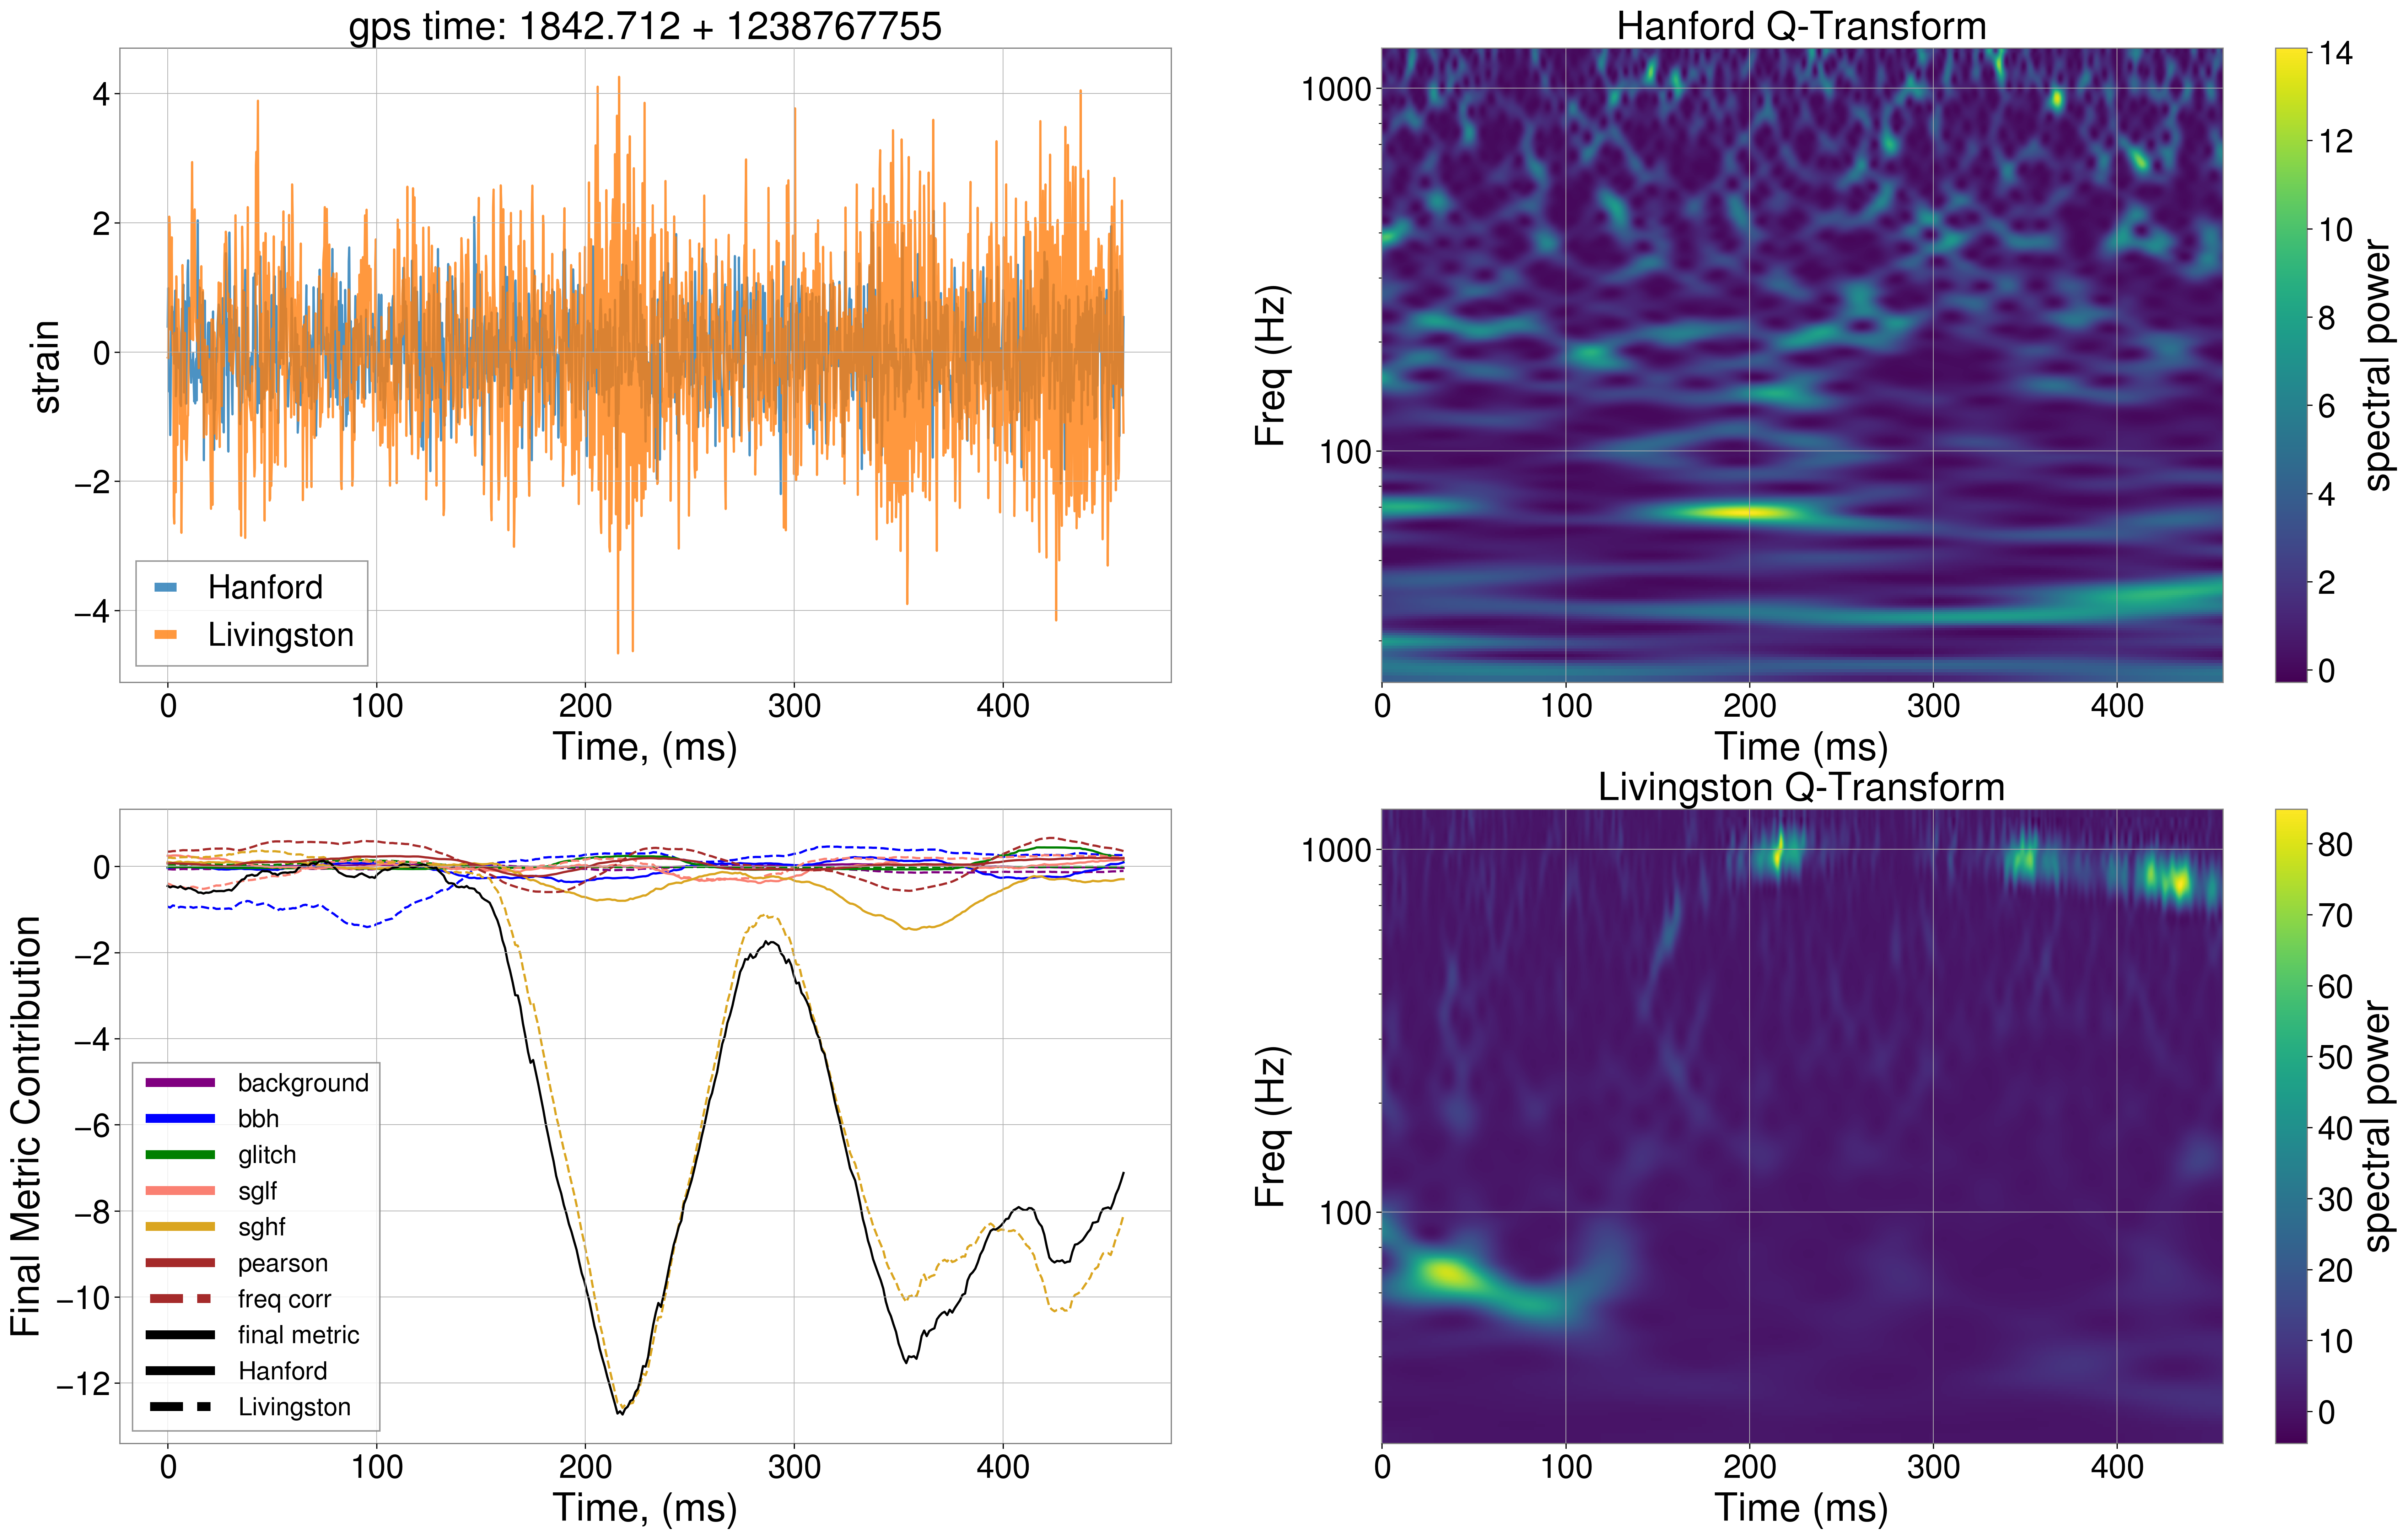 gps time: 1842.712 + 1238767755
4
2
0
−2
−4
strain
Hanford
Livingston
0 100 200 300 400
Time, (ms)
Hanford Q-Transform
1000
100
Freq (Hz)
0 100 200 300 400
Time (ms)
14
12
10
8
6
4
2
0
spectral power
0
−2
−4
−6
−8
−10
−12
Final Metric Contribution
background
bbh
glitch
sglf
sghf
pearson
freq corr
final metric
Hanford
Livingston
0 100 200 300 400
Time, (ms)
Livingston Q-Transform
1000
100
Freq (Hz)
0 100 200 300 400
Time (ms)
80
70
60
50
40
30
20
10
0
spectral power